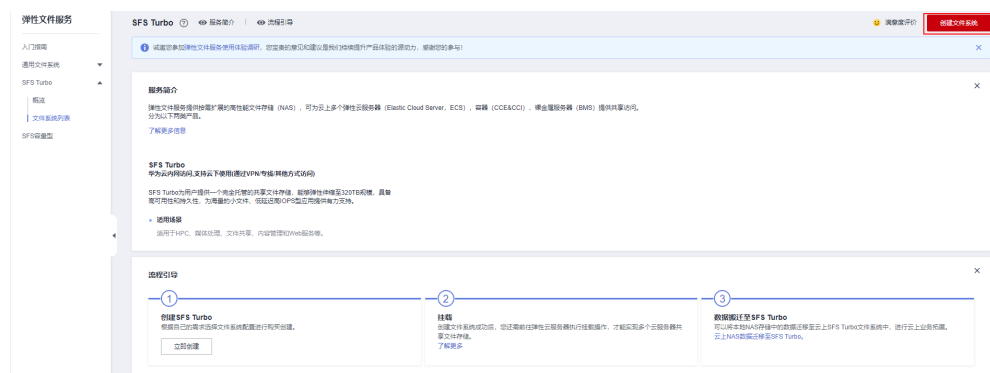 弹性文件服务
SFS Turbo
服务简介
流程引导
满意度评价
创建文件系统
入门指南
通用文件系统
SFS Turbo
概览
文件系统列表
SFS容量型
诚邀您参加弹性文件服务使用体验调研，您宝贵的意见和建议是我们持续提升产品体验的源动力，感谢您的参与！
服务简介
弹性文件服务提供按需扩展的高性能文件存储（NAS），可为云上多个弹性云服务器（Elastic Cloud Server，ECS），容器（CCE&CCI），裸金属服务器（BMS）提供共享访问。
分为以下两类产品。
了解更多信息
SFS Turbo
华为云内网访问,支持云下使用(通过VPN/专线/其他方式访问)
SFS Turbo为用户提供一个完全托管的共享文件存储，能够弹性伸缩至320TB规模，具备
高可用性和持久性，为海量的小文件、低延迟高IOPS型应用提供有力支持。
适用场景
适用于HPC、媒体处理、文件共享、内容管理和Web服务等。
流程引导
1
创建SFS Turbo
根据自己的需求选择文件系统配置进行购买创建。
立即创建
2
挂载
创建文件系统成功后，您还需前往弹性云服务器执行挂载操作，才能实现多个云服务器共
享文件存储。
了解更多
3
数据搬迁至SFS Turbo
可以将本地NAS存储中的数据迁移至云上SFS Turbo文件系统中，进行云上业务拓展。
云上NAS数据迁移至SFS Turbo。